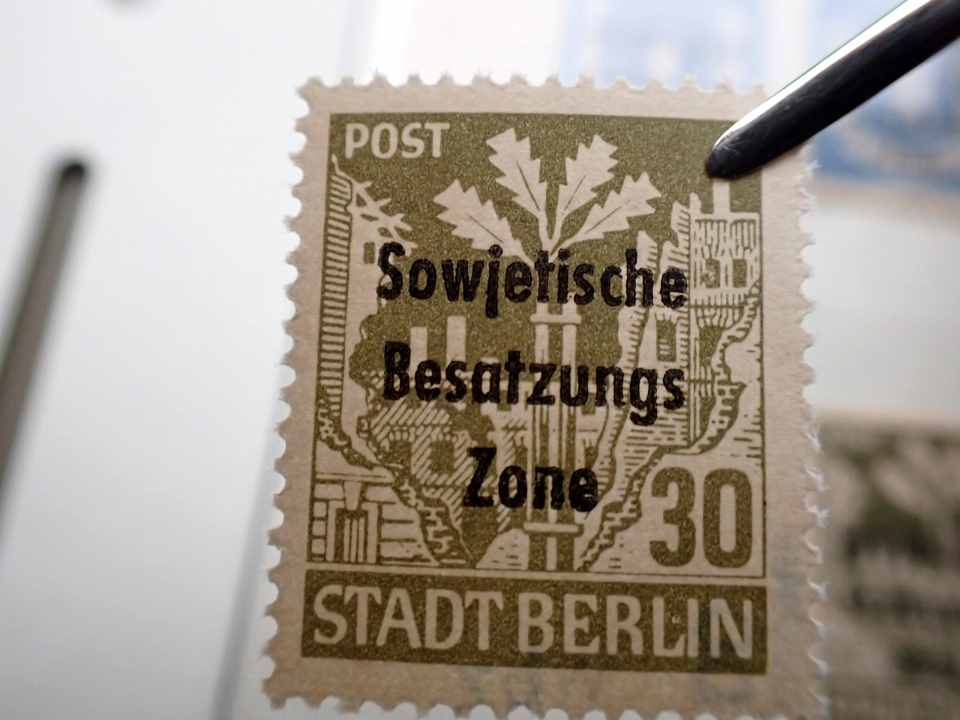 POST
Sowjetische
Besatzungs
Zone
30
STADT BERLIN